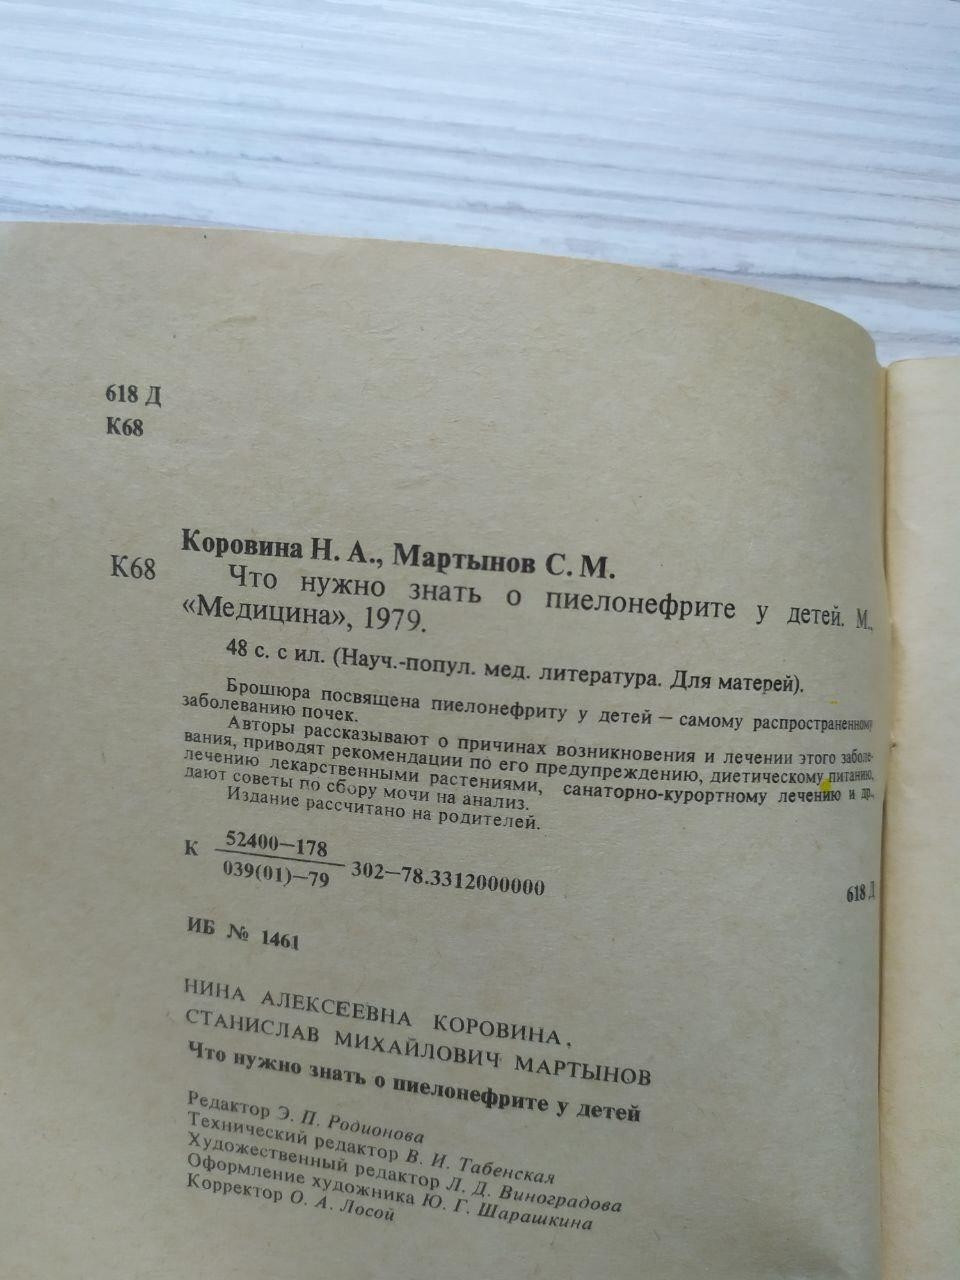 618 Д
К68
Коровина Н. А., Мартынов С. М.
К68 Что нужно знать о пиелонефрите у детей. М.,
«Медицина», 1979.
48 с. с ил. (Науч.-попул. мед. литература. Для матерей).
Брошюра посвящена пиелонефриту у детей — самому распространенному
заболеванию почек.
Авторы рассказывают о причинах возникновения и лечении этого заболе-
вания, приводят рекомендации по его предупреждению, диетическому питанию,
лечению лекарственными растениями, санаторно-курортному лечению и др.,
дают советы по сбору мочи на анализ.
Издание рассчитано на родителей.
К 52400—178
039(01)—79 302—78.3312000000
618 Д
ИБ № 1461
НИНА АЛЕКСЕЕВНА КОРОВИНА,
СТАНИСЛАВ МИХАЙЛОВИЧ МАРТЫНОВ
Что нужно знать о пиелонефрите у детей
Редактор Э. П. Родионова
Технический редактор В. И. Табенская
Художественный редактор Л. Д. Виноградова
Оформление художника Ю. Г. Шарашкина
Корректор О. А. Лосой